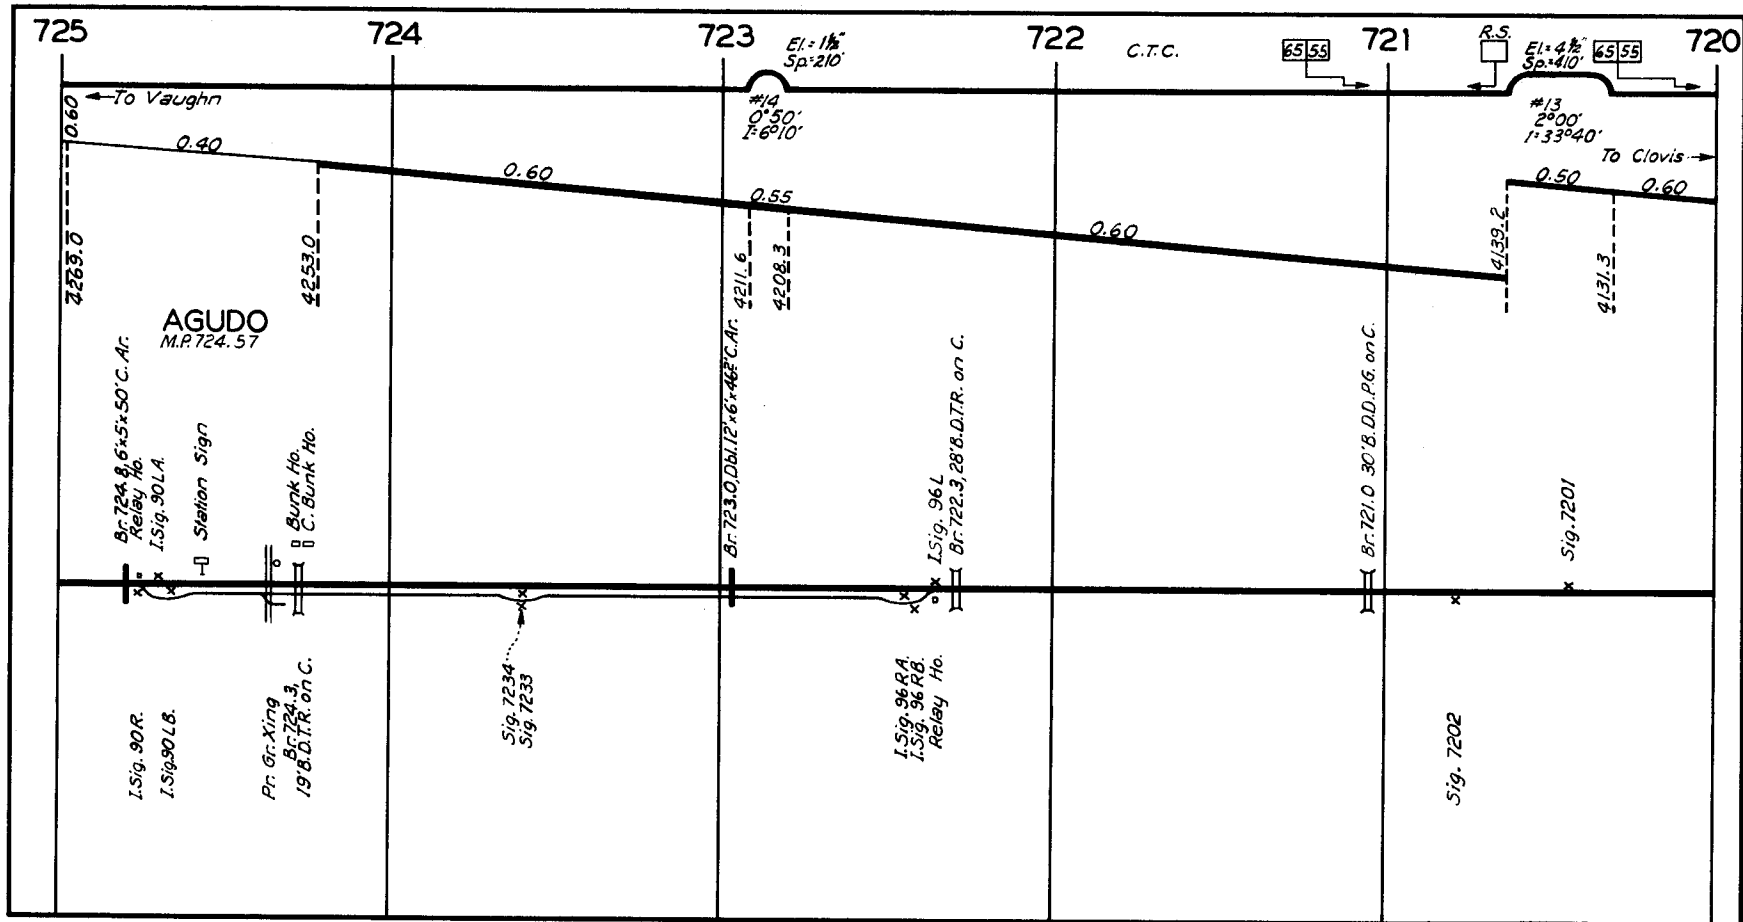 725
724
723
722
721
720
El.= 1½"
Sp.=210'
C.T.C.
65 55
R.S.
El.= 4½"
Sp.=410'
65 55
To Vaughn
#14
0°50'
I=6°10'
#13
2°00'
I=33°40'
To Clovis
0.60
0.40
0.60
0.55
0.60
0.50
0.60
4269.0
4253.0
4211.6
4208.3
4139.2
4131.3
AGUDO
M.P. 724.57
Br. 724.8, 6'x5'x50' C. Ar.
Relay Ho.
I.Sig. 90 LA.
Station Sign
Bunk Ho.
C. Bunk Ho.
Br. 723.0, Dbl. 12'x6'x46' C. Ar.
I.Sig. 96 L
Br. 722.3, 28' B.D.T.R. on C.
Br. 721.0 30' B.D.D.P.G. on C.
Sig. 7201
I.Sig. 90R.
I.Sig. 90 LB.
Pr. Gr. Xing
Br. 724.3,
19' B.D.T.R. on C.
Sig. 7234
Sig. 7233
I.Sig. 96 RA.
I.Sig. 96 RB.
Relay Ho.
Sig. 7202